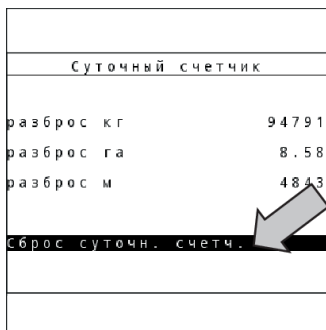 Суточный счетчик
разброс кг 94791
разброс га 8.58
разброс м 4843
Сброс суточн. счетч.